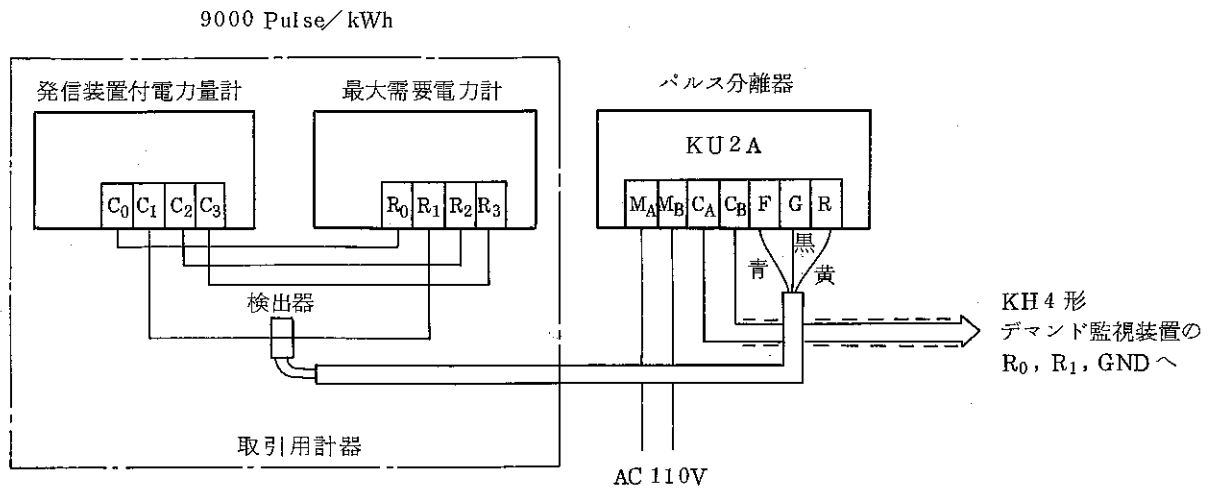 9000 Pulse/kWh
発信装置付電力量計
最大需要電力計
パルス分離器
KU2A
C0 C1 C2 C3
R0 R1 R2 R3
MA MB CA CB F G R
青
黒
黄
検出器
KH4形
デマンド監視装置の
R0, R1, GNDへ
取引用計器
AC 110V